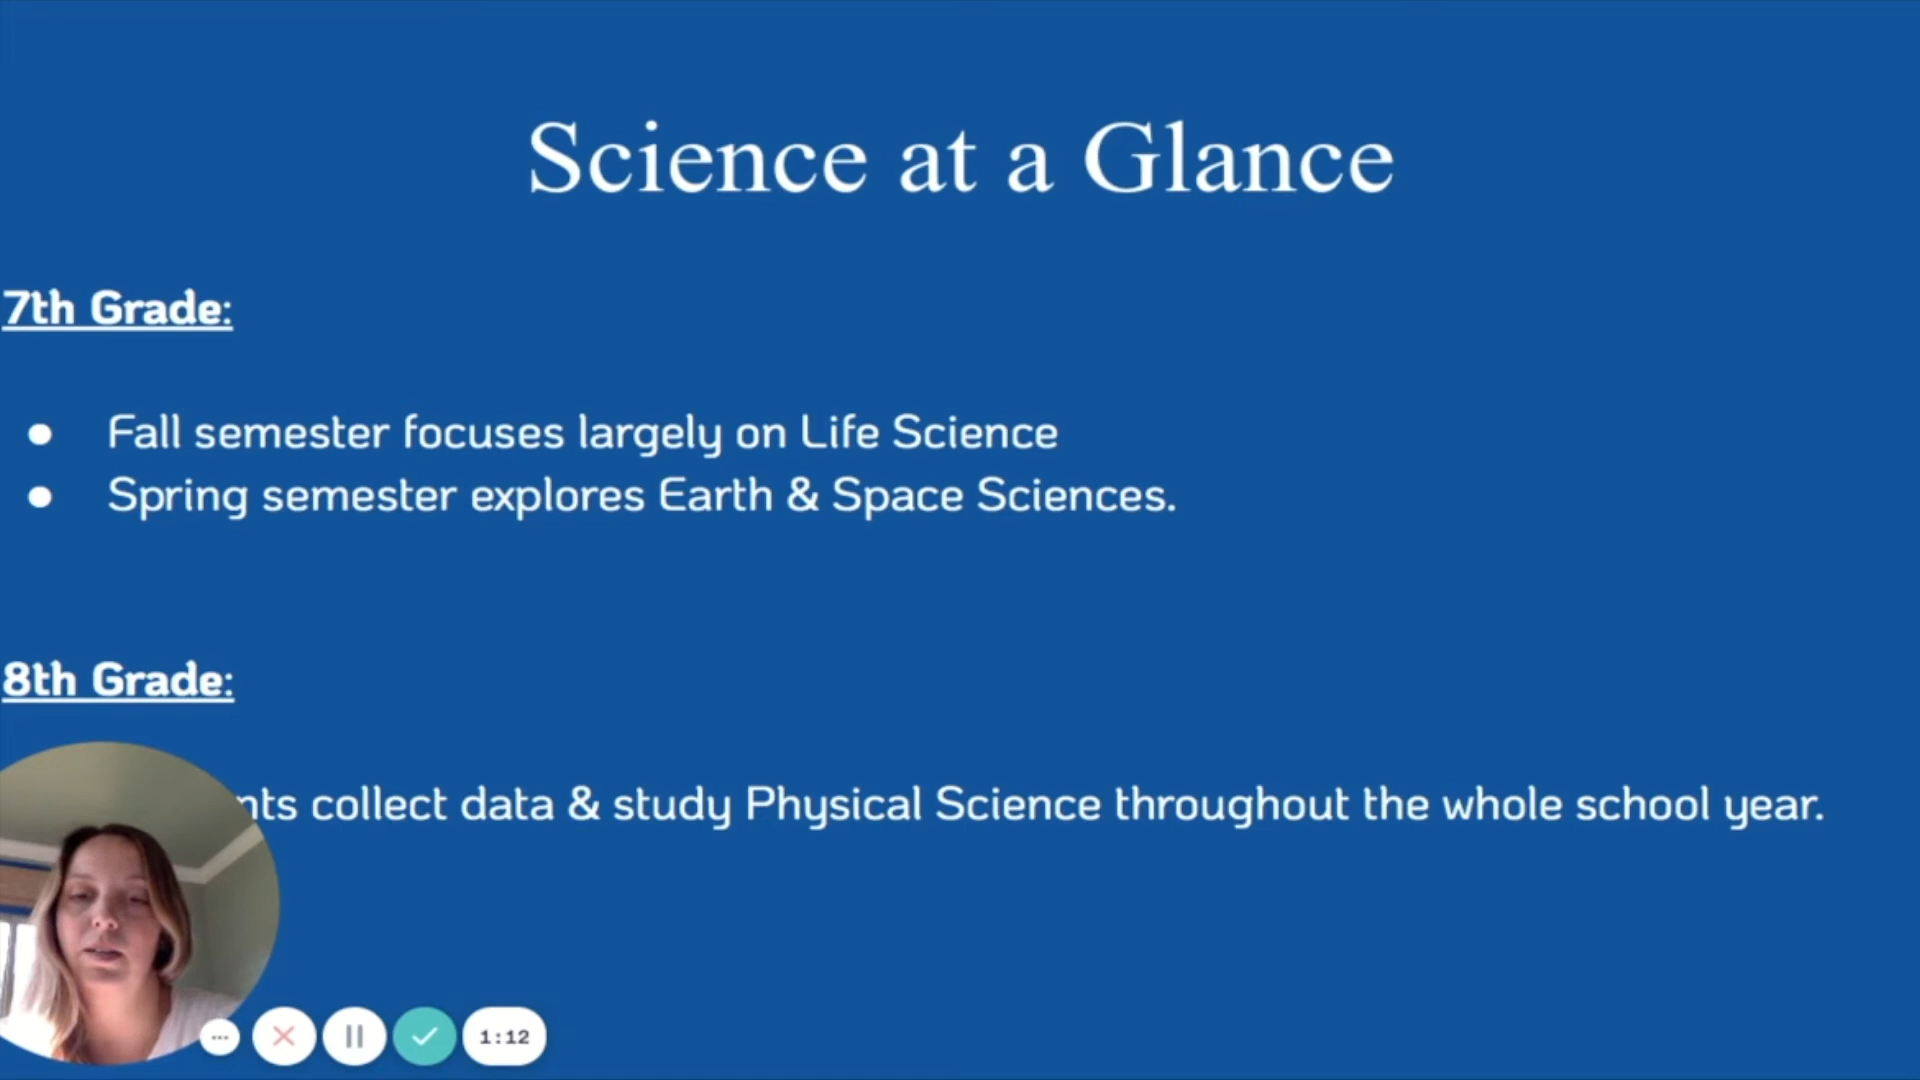 Science at a Glance
7th Grade:
● Fall semester focuses largely on Life Science
● Spring semester explores Earth & Space Sciences.
8th Grade:
collect data & study Physical Science throughout the whole school year.
1:12